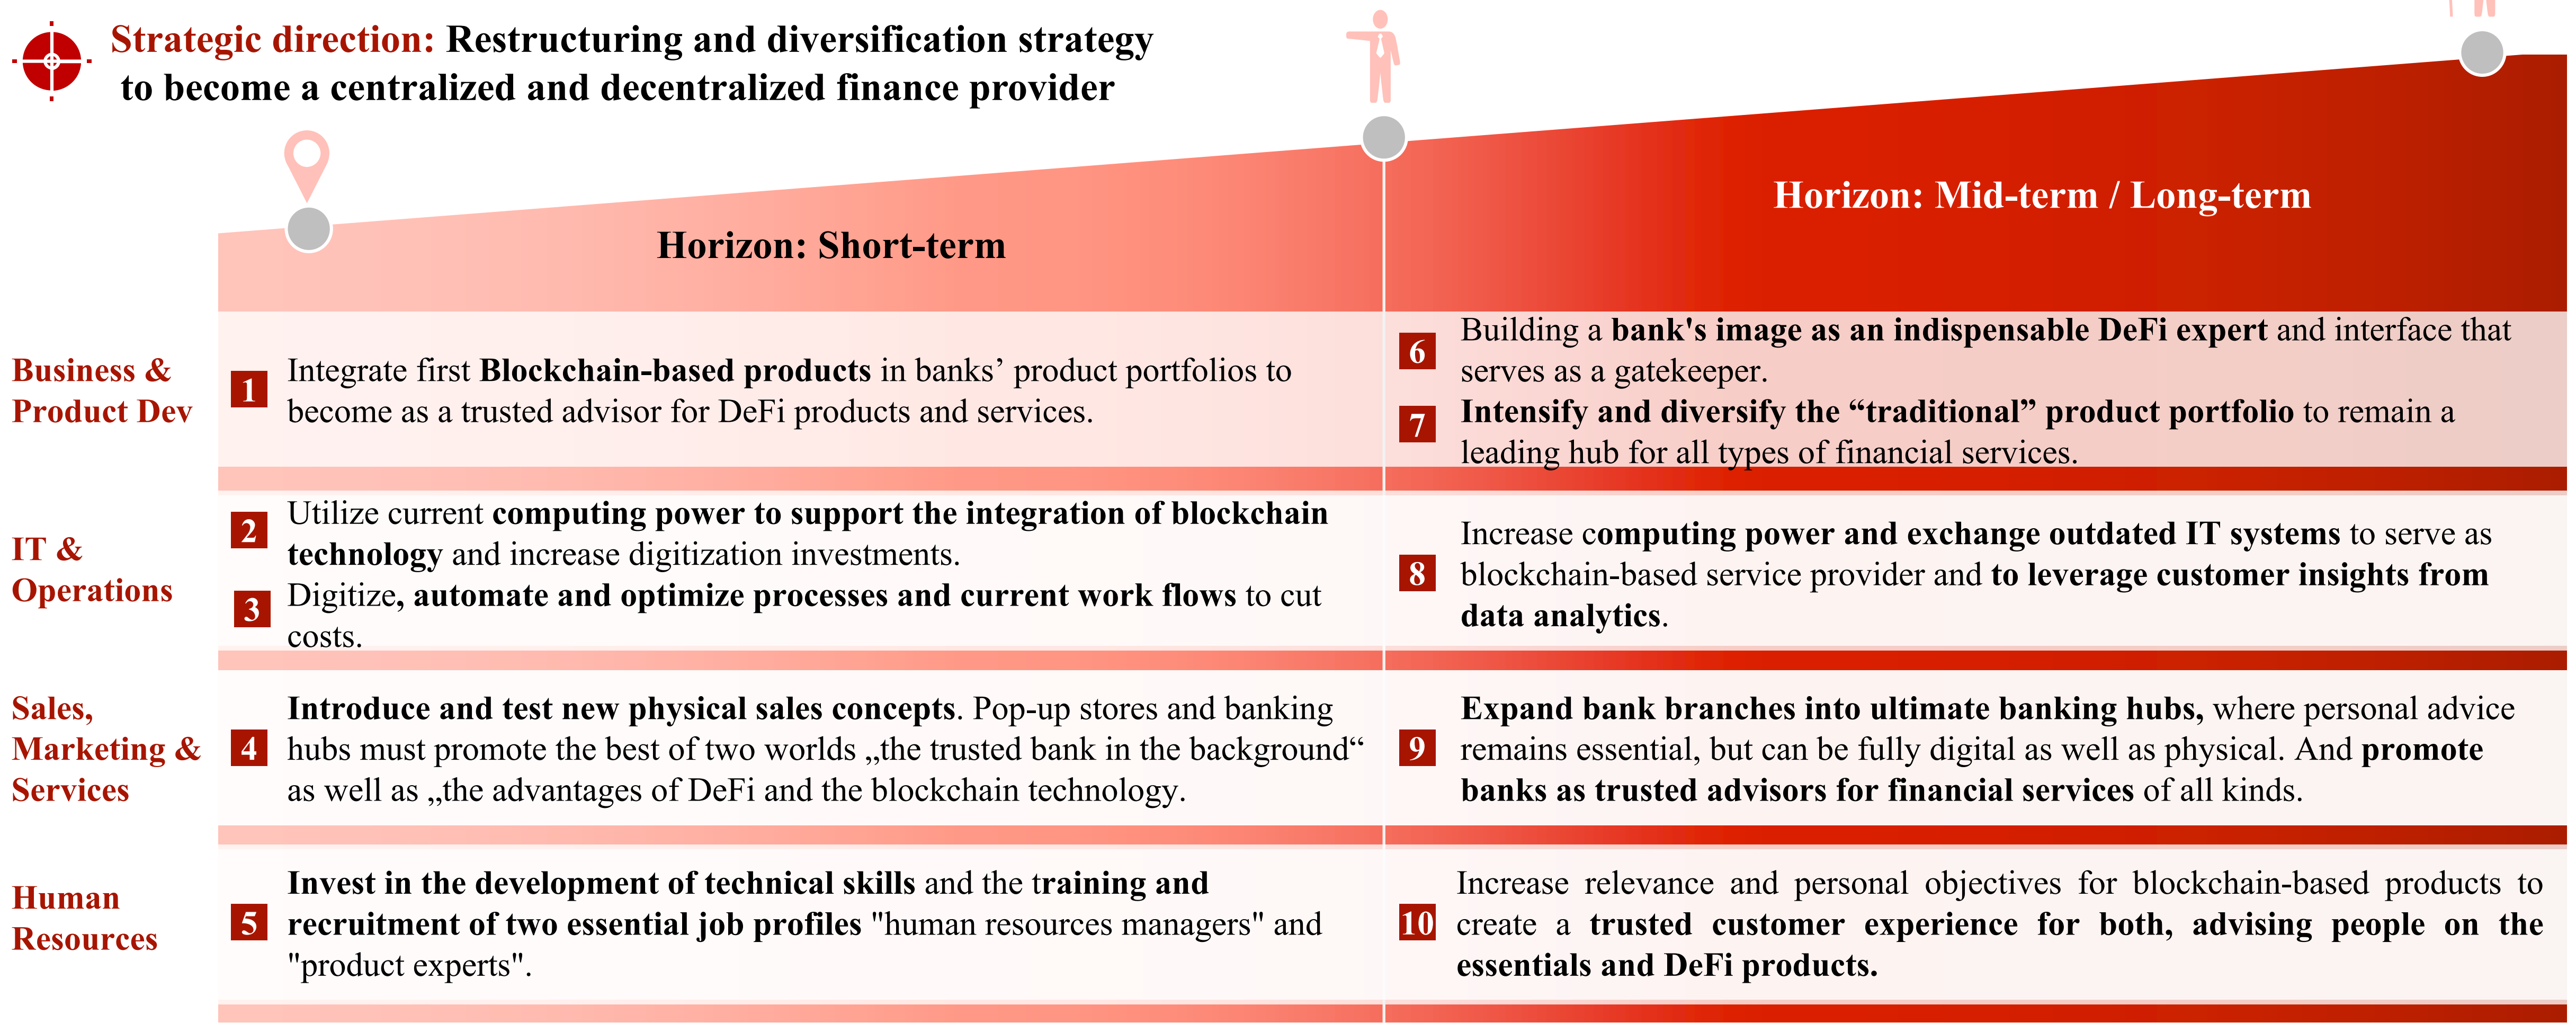 Strategic direction: Restructuring and diversification strategy
to become a centralized and decentralized finance provider
Horizon: Short-term
Horizon: Mid-term / Long-term
Business &
Product Dev
1
Integrate first Blockchain-based products in banks’ product portfolios to
become as a trusted advisor for DeFi products and services.
6
Building a bank's image as an indispensable DeFi expert and interface that
serves as a gatekeeper.
7
Intensify and diversify the “traditional” product portfolio to remain a
leading hub for all types of financial services.
IT &
Operations
2
Utilize current computing power to support the integration of blockchain
technology and increase digitization investments.
3
Digitize, automate and optimize processes and current work flows to cut
costs.
8
Increase computing power and exchange outdated IT systems to serve as
blockchain-based service provider and to leverage customer insights from
data analytics.
Sales,
Marketing &
Services
4
Introduce and test new physical sales concepts. Pop-up stores and banking
hubs must promote the best of two worlds „the trusted bank in the background“
as well as „the advantages of DeFi and the blockchain technology.
9
Expand bank branches into ultimate banking hubs, where personal advice
remains essential, but can be fully digital as well as physical. And promote
banks as trusted advisors for financial services of all kinds.
Human
Resources
5
Invest in the development of technical skills and the training and
recruitment of two essential job profiles "human resources managers" and
"product experts".
10
Increase relevance and personal objectives for blockchain-based products to
create a trusted customer experience for both, advising people on the
essentials and DeFi products.